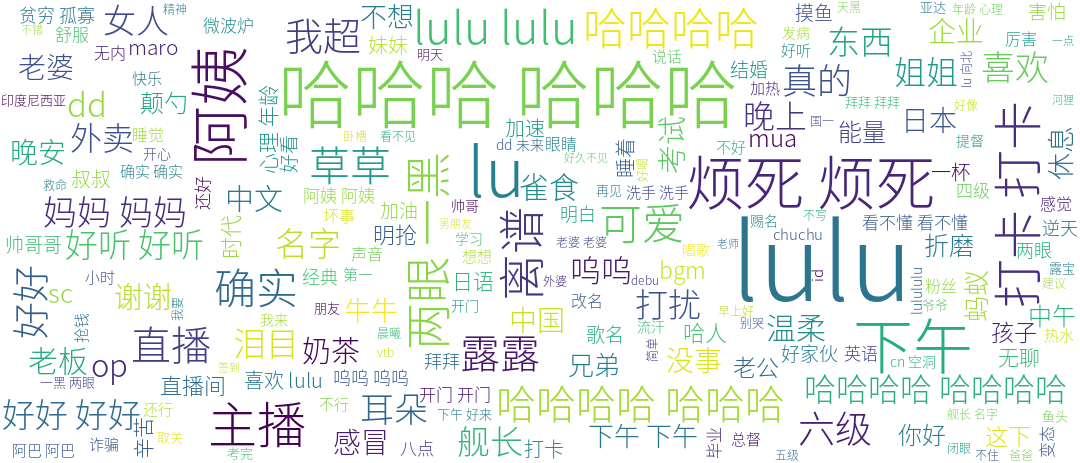 贫穷 孤寡
精神
不错
舒服
女人
无内
maro
微波炉
我超
不想
妹妹
明天
lulu lulu
哈哈哈哈
说话
摸鱼
发病
好听
天黑
亚达
年龄 心理
企业
害怕
厉害
一点
东西
老婆
快乐
阿姨
哈哈哈 哈哈哈
结婚
加热
真的
姐姐
喜欢
lu 向北
印度尼西亚
dd
颠勺
年龄
心理
好看
卧槽
看不见
加速
dd 未来眼睛
好久不见
考试
不好
晚上
mua
拜拜 拜拜
国一
能量
好像
日本
提督
河狸
打卡 打卡
休息
晚安
外卖
睡觉
开心
确实 确实
救命
叔叔
还好
草草
一黑
两眼
lu
雀食
睡着
好喝
再见
洗手 洗手
烦死 烦死
一杯
四级
感觉
妈妈 妈妈
中文
阿姨 阿姨
坏事
帅哥
加油
明抢
男朋友
离谱
明白
可爱
赐名
不写
看不懂 看不懂
逆天
两眼
帅哥哥
好听 好听
时代
名字
声音
学习
想想
老婆 老婆
唱歌
老师
chuchu
lulu
折磨
露宝
建议
好好
小时
确实
经典
第一
日语
外婆
呜呜
debu
bgm
id
lululu
粉丝
爷爷
蚂蚁
中午
热水
sc
谢谢
我要
抢钱
朋友
牛牛
开门
改名
打扰
早上好
别哭
温柔
下午
孩子
无聊
老板
op
直播
我来
泪目
晨曦
vtb
中国
歌名
流汗
简单
哈人
好家伙
英语
cn 空洞
一黑 两眼
直播间
签到
奶茶
喜欢 lulu
呜呜 呜呜
拜拜
露露
兄弟
没事
老公
哈哈哈哈 哈哈哈哈
好好 好好
还行
辛苦
取关
主播
不行
耳朵
开门 开门
下午 好来
哈哈哈哈 哈哈哈
六级
你好
舰长 名字
鱼头
这下
变态
阿巴 阿巴
诈骗
考完
感冒
八点
舰长
打卡
下午 下午
毕业
总督
五级
闭眼
不住
爸爸